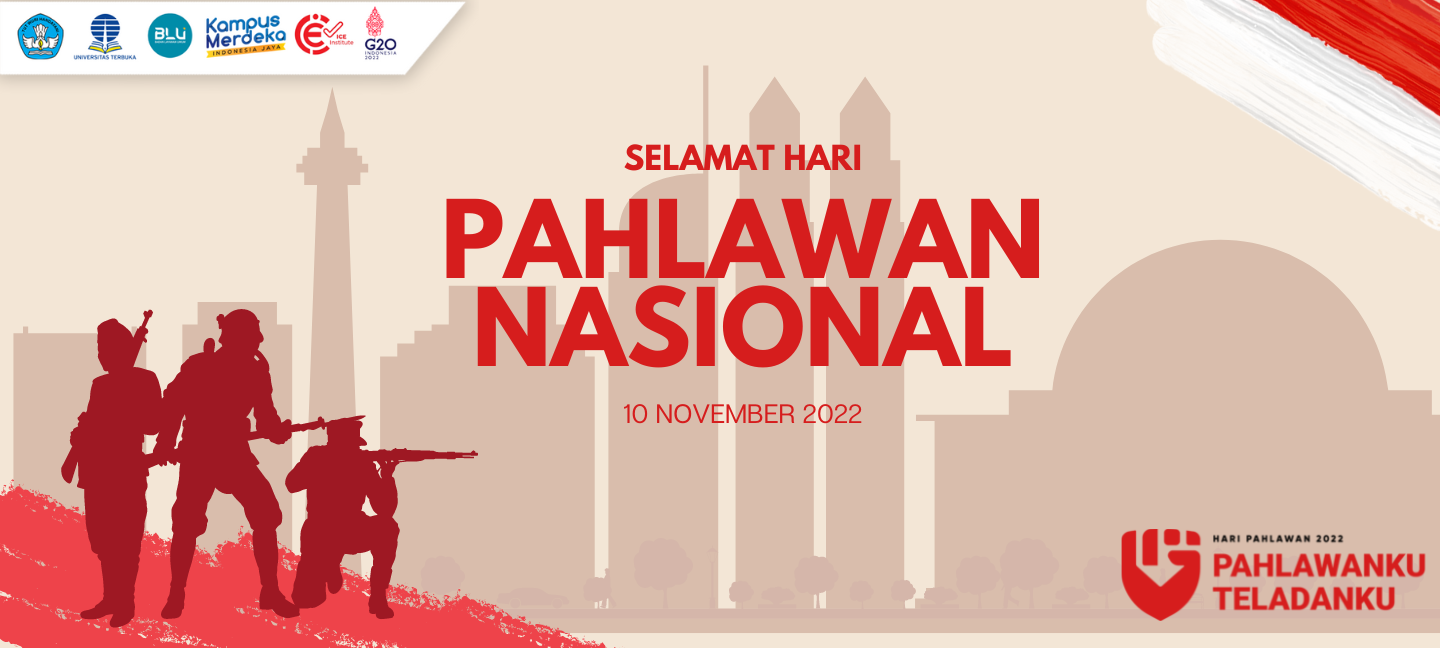 UNIVERSITAS TERBUKA
BLU
Kampus
Merdeka
INDONESIA JAYA
ICE
Institute
G20
INDONESIA
2022
SELAMAT HARI
PAHLAWAN
NASIONAL
10 NOVEMBER 2022
HARI PAHLAWAN 2022
PAHLAWANKU
TELADANKU